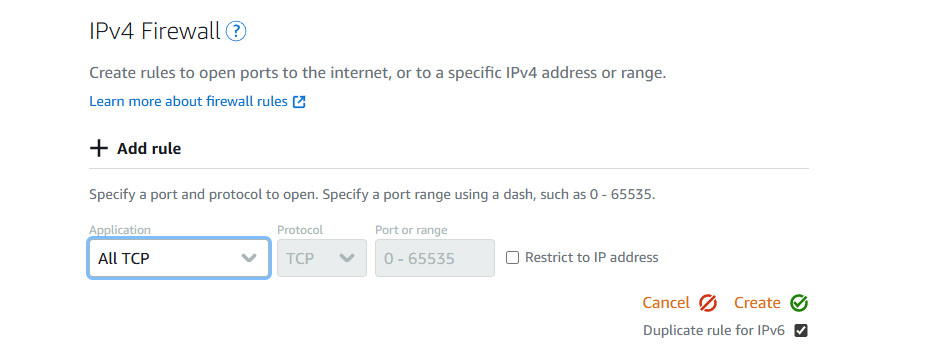 IPv4 Firewall ?
Create rules to open ports to the internet, or to a specific IPv4 address or range.
Learn more about firewall rules
+ Add rule
Specify a port and protocol to open. Specify a port range using a dash, such as 0 - 65535.
Application Protocol Port or range
All TCP TCP 0 - 65535 Restrict to IP address
Cancel Create
Duplicate rule for IPv6